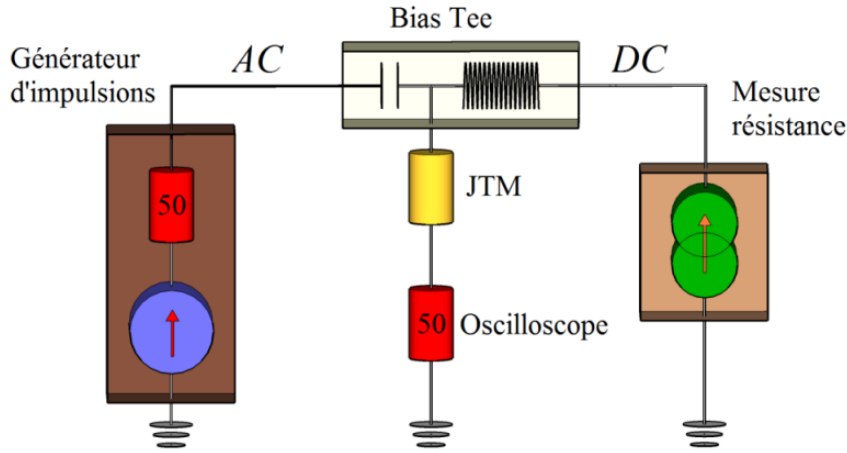 Bias Tee
Générateur
d'impulsions
AC
DC
Mesure
résistance
50
JTM
50
Oscilloscope